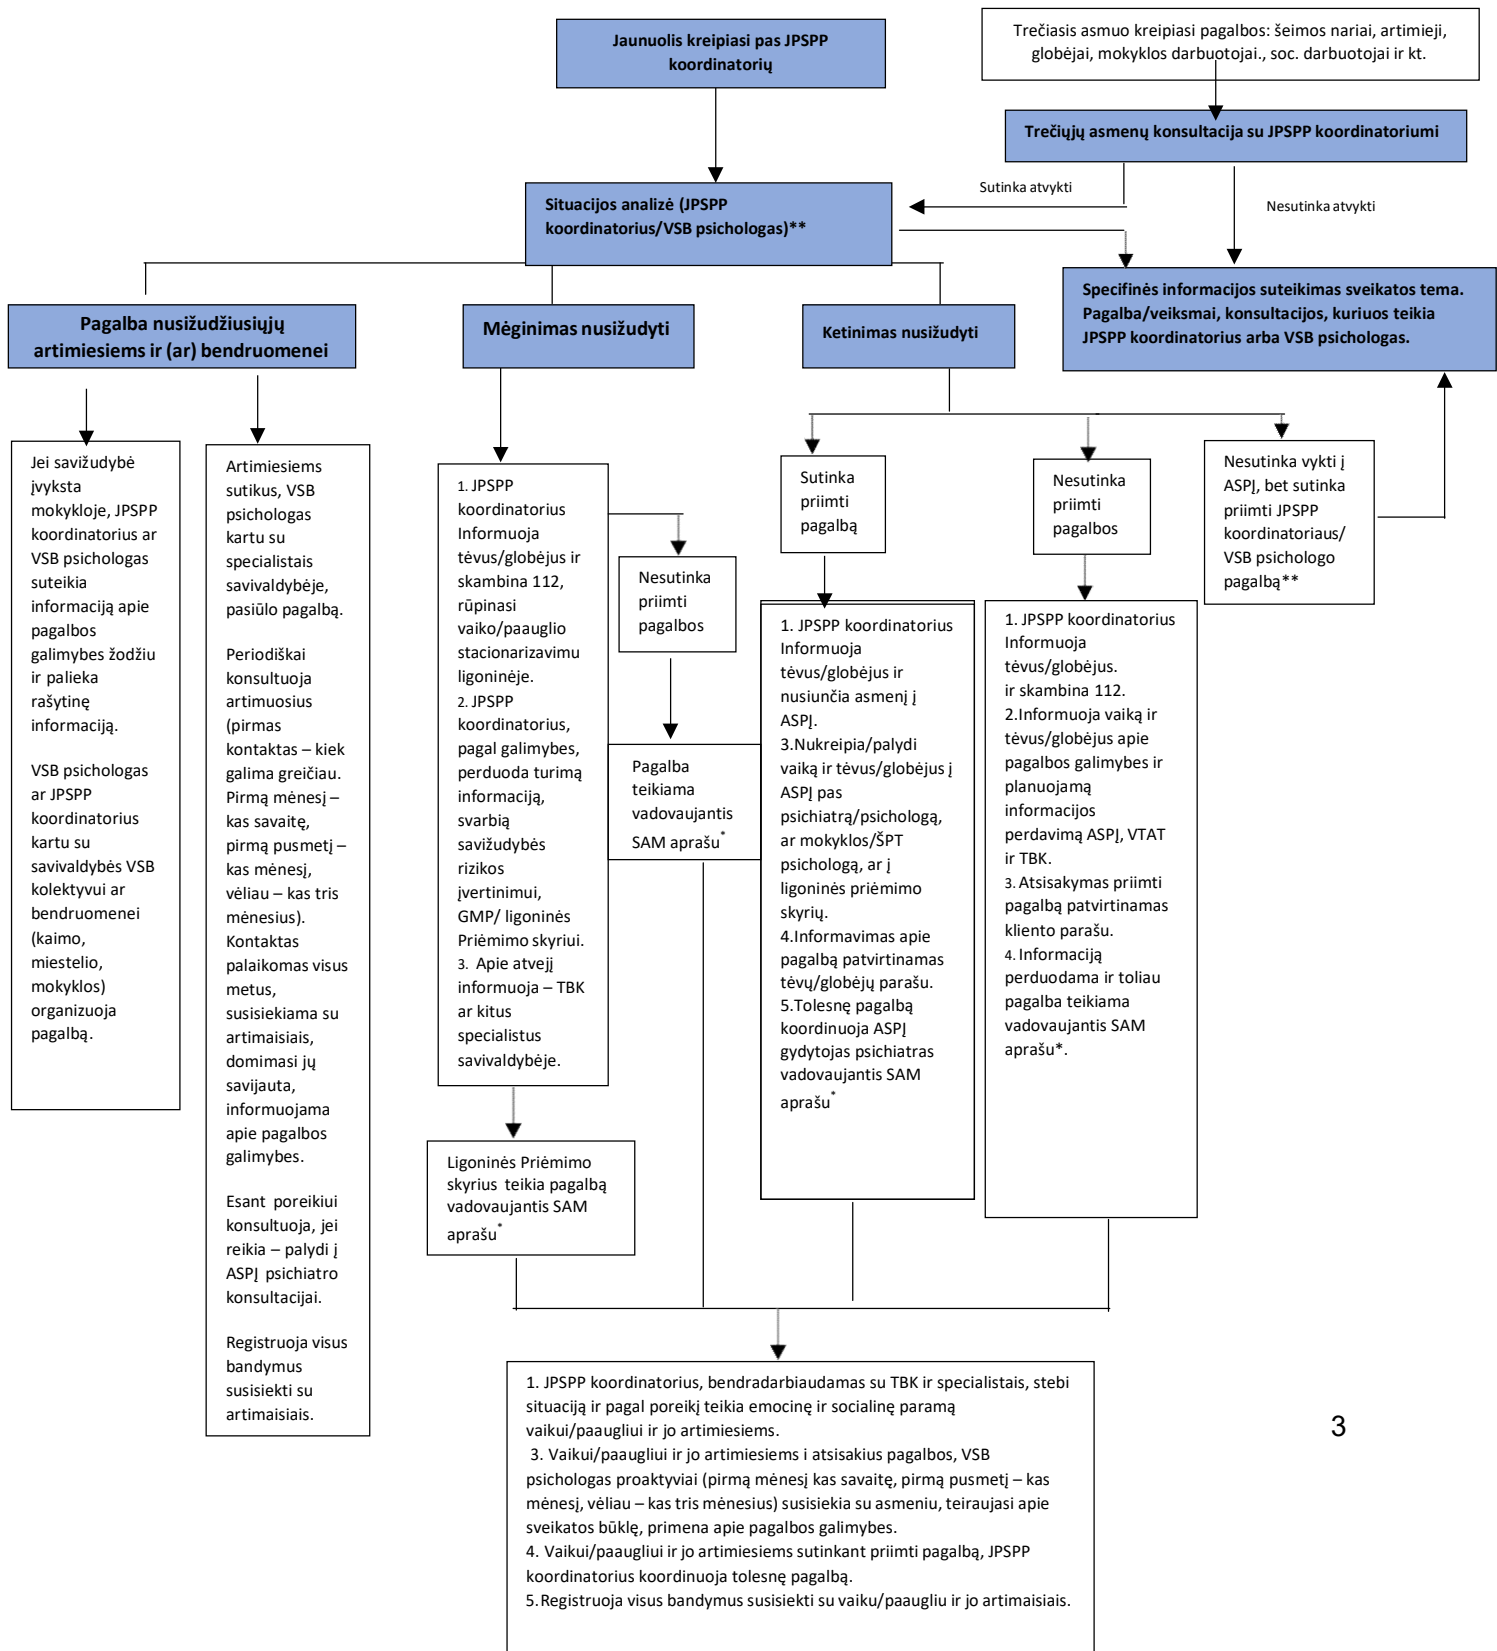 Jaunuolis kreipiasi pas JPSPP
koordinatorių
Trečiasis asmuo kreipiasi pagalbos: šeimos nariai, artimieji,
globėjai, mokyklos darbuotojai., soc. darbuotojai ir kt.
Trečiųjų asmenų konsultacija su JPSPP koordinatoriumi
Sutinka atvykti
Nesutinka atvykti
Situacijos analizė (JPSPP
koordinatorius/VSB psichologas)**
Specifinės informacijos suteikimas sveikatos tema.
Pagalba/veiksmai, konsultacijos, kuriuos teikia
JPSPP koordinatorius arba VSB psichologas.
Pagalba nusižudžiusiųjų
artimiesiems ir (ar) bendruomenei
Mėginimas nusižudyti
Ketinimas nusižudyti
Jei savižudybė
įvyksta
mokykloje, JPSPP
koordinatorius ar
VSB psichologas
suteikia
informaciją apie
pagalbos
galimybes žodžiu
ir palieka
rašytinę
informaciją.
VSB psichologas
ar JPSPP
koordinatorius
kartu su
savivaldybės VSB
kolektyvui ar
bendruomenei
(kaimo,
miestelio,
mokyklos)
organizuoja
pagalbą.
Artimiesiems
sutikus, VSB
psichologas
kartu su
specialistais
savivaldybėje,
pasiūlo pagalbą.
Periodiškai
konsultuoja
artimuosius
(pirmas
kontaktas – kiek
galima greičiau.
Pirmą mėnesį –
kas savaitę,
pirmą pusmetį –
kas mėnesį,
vėliau – kas tris
mėnesius).
Kontaktas
palaikomas visus
metus,
susisiekiama su
artimaisiais,
domimasi jų
savijauta,
informuojama
apie pagalbos
galimybes.
Esant poreikiui
konsultuoja, jei
reikia – palydi į
ASPĮ psichiatro
konsultacijai.
Registruoja visus
bandymus
susisiekti su
artimaisiais.
1. JPSPP
koordinatorius
Informuoja
tėvus/globėjus ir
skambina 112,
rūpinasi
vaiko/paauglio
stacionarizavimu
ligoninėje.
2. JPSPP
koordinatorius,
pagal galimybes,
perduoda turimą
informaciją,
svarbią
savižudybės
rizikos
įvertinimui,
GMP/ ligoninės
Priėmimo skyriui.
3. Apie atvejį
informuoja – TBK
ar kitus
specialistus
savivaldybėje.
Nesutinka
priimti
pagalbos
Pagalba
teikiama
vadovaujantis
SAM aprašu*
Ligoninės Priėmimo
skyrius teikia pagalbą
vadovaujantis SAM
aprašu*
Sutinka
priimti
pagalbą
1. JPSPP koordinatorius
Informuoja
tėvus/globėjus ir
nusiunčia asmenį į
ASPĮ.
3.Nukreipia/palydi
vaiką ir tėvus/globėjus į
ASPĮ pas
psichiatrą/psichologą,
ar mokyklos/ŠPT
psichologą, ar į
ligoninės priėmimo
skyrių.
4.Informavimas apie
pagalbą patvirtinamas
tėvų/globėjų parašu.
5.Tolesnę pagalbą
koordinuoja ASPĮ
gydytojas psichiatras
vadovaujantis SAM
aprašu*
Nesutinka
priimti
pagalbos
1. JPSPP koordinatorius
Informuoja
tėvus/globėjus.
ir skambina 112.
2.Informuoja vaiką ir
tėvus/globėjus apie
pagalbos galimybes ir
planuojamą
informacijos
perdavimą ASPĮ, VTAT
ir TBK.
3. Atsisakymas priimti
pagalbą patvirtinamas
kliento parašu.
4. Informaciją
perduodama ir toliau
pagalba teikiama
vadovaujantis SAM
aprašu*.
Nesutinka vykti į
ASPĮ, bet sutinka
priimti JPSPP
koordinatoriaus/
VSB psichologo
pagalbą**
1. JPSPP koordinatorius, bendradarbiaudamas su TBK ir specialistais, stebi
situaciją ir pagal poreikį teikia emocinę ir socialinę paramą
vaikui/paaugliui ir jo artimiesiems.
3. Vaikui/paaugliui ir jo artimiesiems i atsisakius pagalbos, VSB
psichologas proaktyviai (pirmą mėnesį kas savaitę, pirmą pusmetį – kas
mėnesį, vėliau – kas tris mėnesius) susisiekia su asmeniu, teiraujasi apie
sveikatos būklę, primena apie pagalbos galimybes.
4. Vaikui/paaugliui ir jo artimiesiems sutinkant priimti pagalbą, JPSPP
koordinatorius koordinuoja tolesnę pagalbą.
5.Registruoja visus bandymus susisiekti su vaiku/paaugliu ir jo artimaisiais.
3